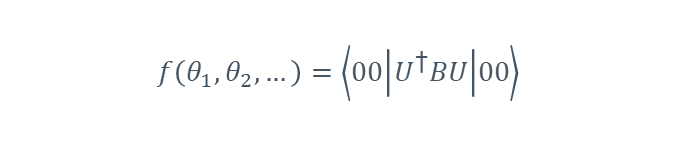 f(θ₁, θ₂, …) = ⟨00|U†BU|00⟩